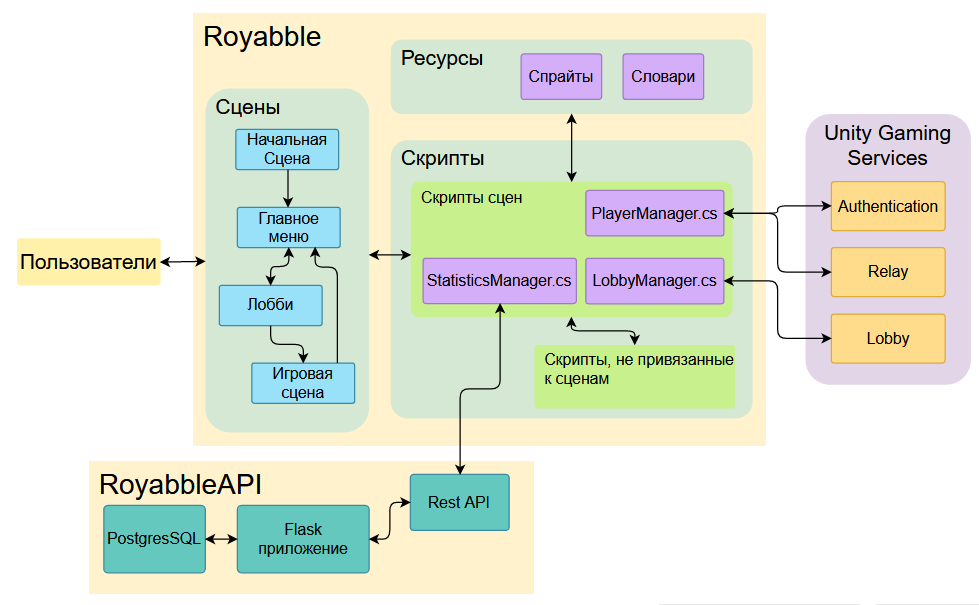 Royabble
Ресурсы
Спрайты
Словари
Сцены
Начальная
Сцена
Главное
меню
Лобби
Игровая
сцена
Скрипты
Скрипты сцен
PlayerManager.cs
StatisticsManager.cs
LobbyManager.cs
Скрипты, не привязанные
к сценам
Unity Gaming
Services
Authentication
Relay
Lobby
Пользователи
RoyabbleAPI
PostgresSQL
Flask
приложение
Rest API